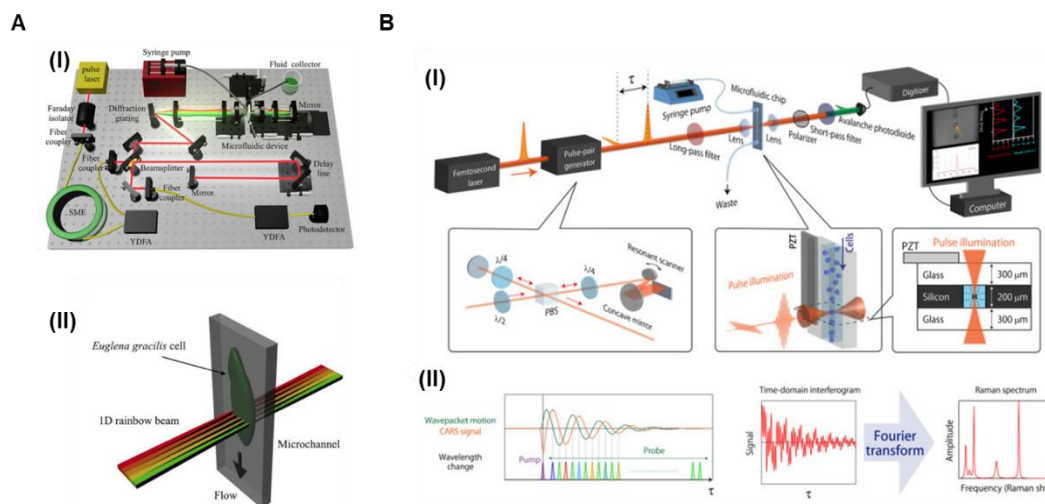 A
(I)
pulse
laser
Syringe pump
Fluid collector
Faraday
isolator
Diffraction
grating
Mirror
Fiber
coupler
Microfluidic device
Fiber
coupler
Beamsplitter
Delay
line
Fiber
coupler
Mirror
SMF
YDFA
YDFA
Photodetector
(II)
Euglena gracilis cell
1D rainbow beam
Microchannel
Flow
B
(I)
τ
Syringe pump
Microfluidic chip
Digitizer
Femtosecond
laser
Pulse-pair
generator
Long-pass filter
Lens
Lens
Polarizer
Short-pass filter
Avalanche photodiode
Waste
Computer
λ/4
λ/4
λ/2
PBS
Resonant scanner
Concave mirror
PZT
Cells
Pulse illumination
PZT
Pulse illumination
Glass
300 μm
Silicon
200 μm
Glass
300 μm
(II)
Wavepacket motion
CARS signal
Wavelength
change
Pump
Probe
τ
Time-domain interferogram
Signal
τ
Fourier
transform
Raman spectrum
Amplitude
Frequency (Raman sh